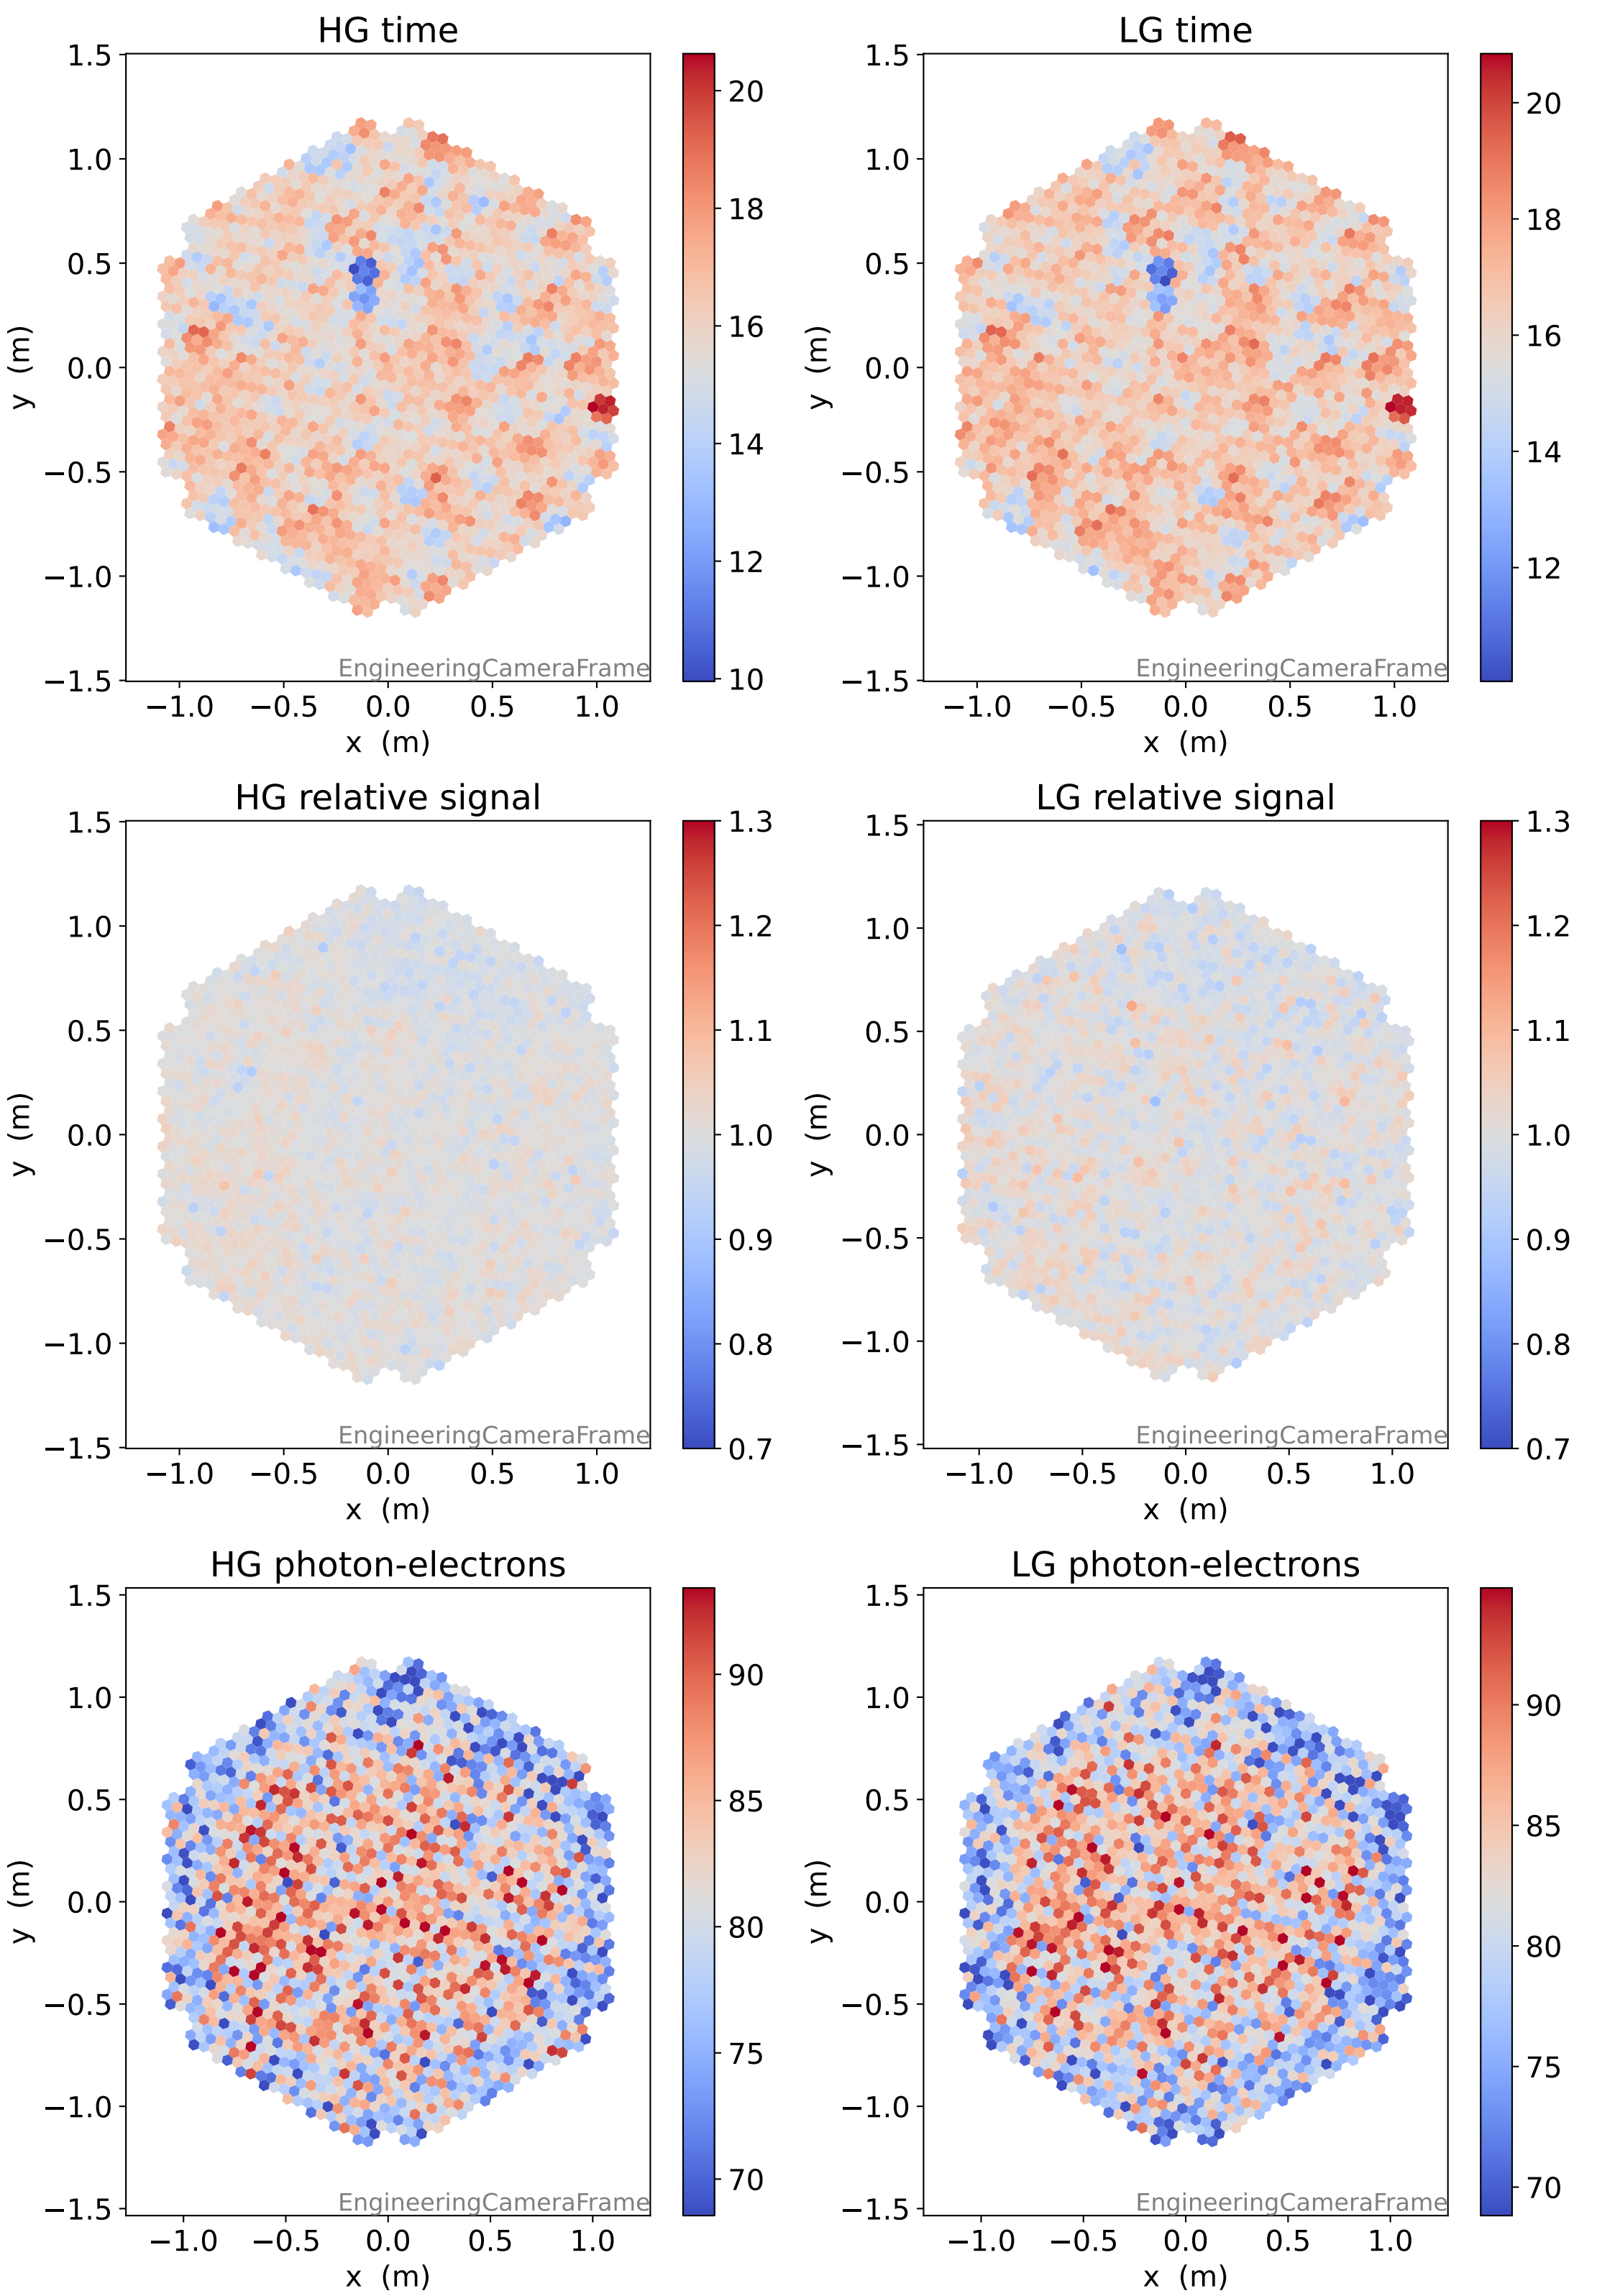 HG time
1.5
1.0
0.5
0.0
−0.5
−1.0
−1.5
y (m)
−1.0 −0.5 0.0 0.5 1.0
x (m)
EngineeringCameraFrame
20
18
16
14
12
10
LG time
1.5
1.0
0.5
0.0
−0.5
−1.0
−1.5
y (m)
−1.0 −0.5 0.0 0.5 1.0
x (m)
EngineeringCameraFrame
20
18
16
14
12
HG relative signal
1.5
1.0
0.5
0.0
−0.5
−1.0
−1.5
y (m)
−1.0 −0.5 0.0 0.5 1.0
x (m)
EngineeringCameraFrame
1.3
1.2
1.1
1.0
0.9
0.8
0.7
LG relative signal
1.5
1.0
0.5
0.0
−0.5
−1.0
−1.5
y (m)
−1.0 −0.5 0.0 0.5 1.0
x (m)
EngineeringCameraFrame
1.3
1.2
1.1
1.0
0.9
0.8
0.7
HG photon-electrons
1.5
1.0
0.5
0.0
−0.5
−1.0
−1.5
y (m)
−1.0 −0.5 0.0 0.5 1.0
x (m)
EngineeringCameraFrame
90
85
80
75
70
LG photon-electrons
1.5
1.0
0.5
0.0
−0.5
−1.0
−1.5
y (m)
−1.0 −0.5 0.0 0.5 1.0
x (m)
EngineeringCameraFrame
90
85
80
75
70